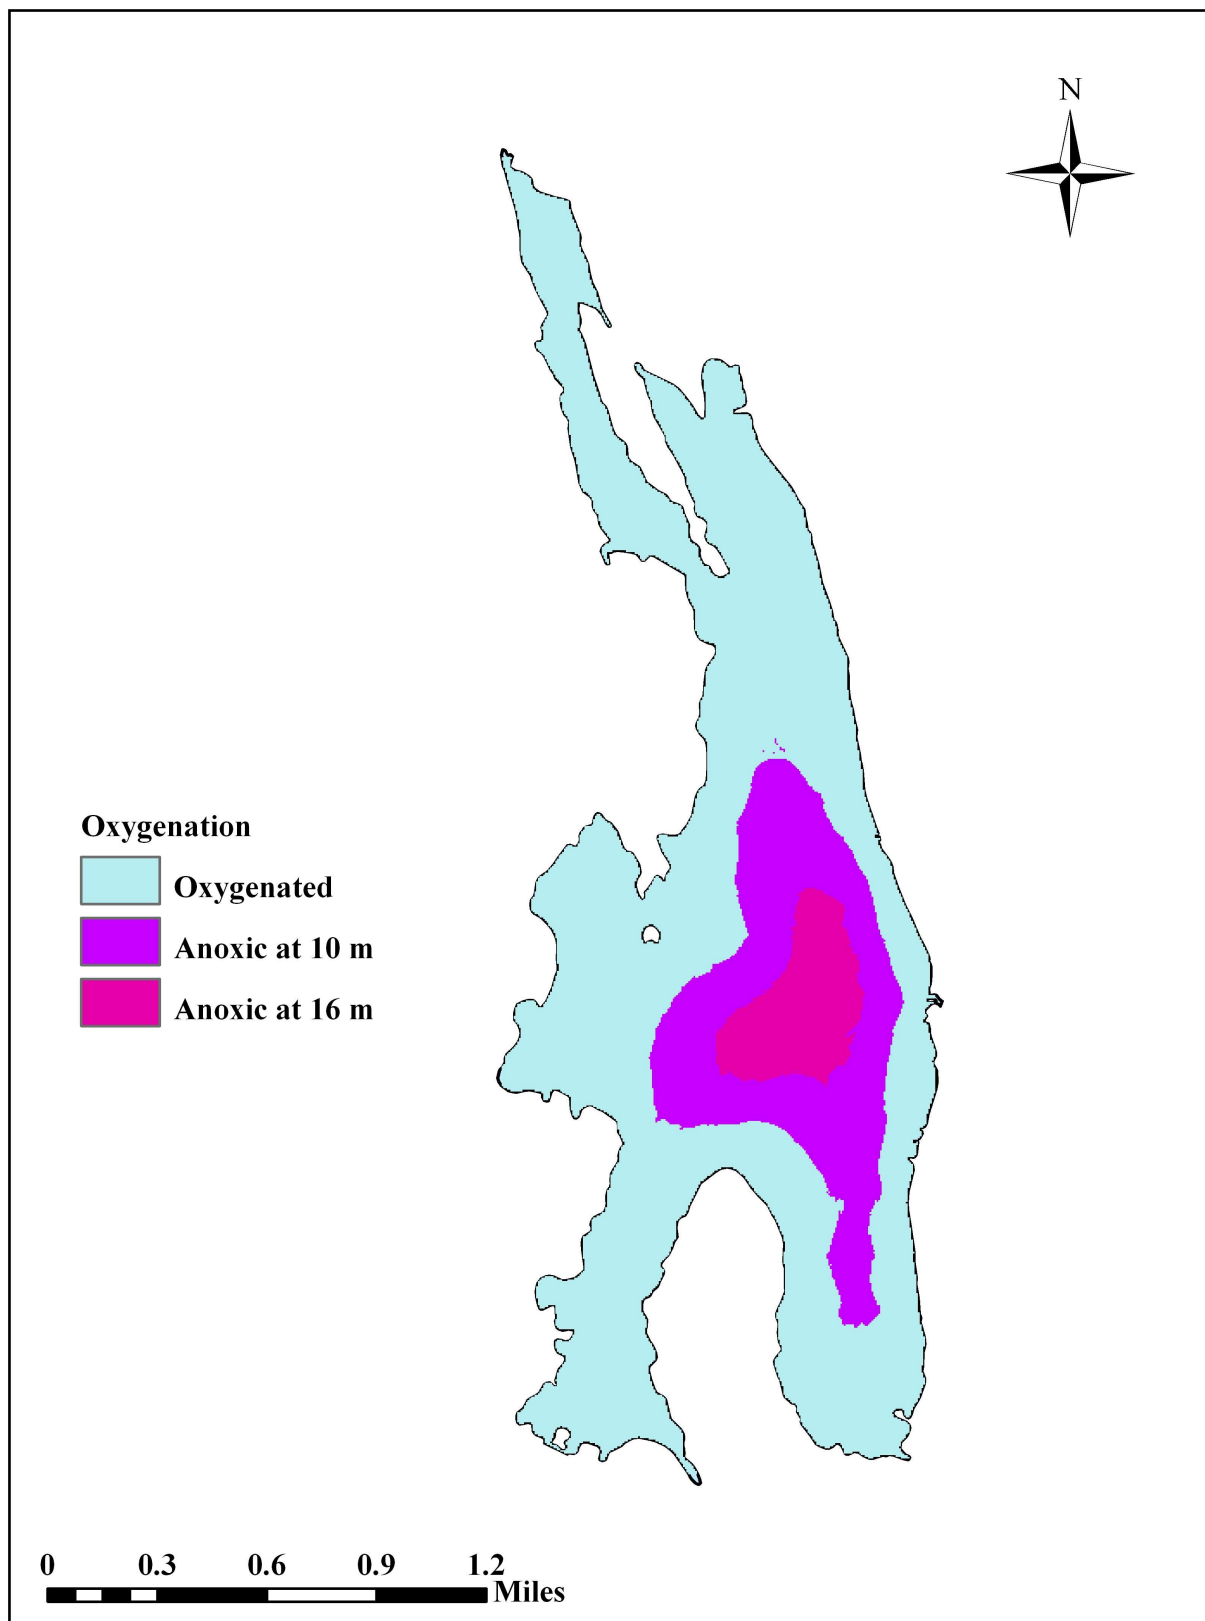 N
Oxygenation
Oxygenated
Anoxic at 10 m
Anoxic at 16 m
0 0.3 0.6 0.9 1.2
Miles